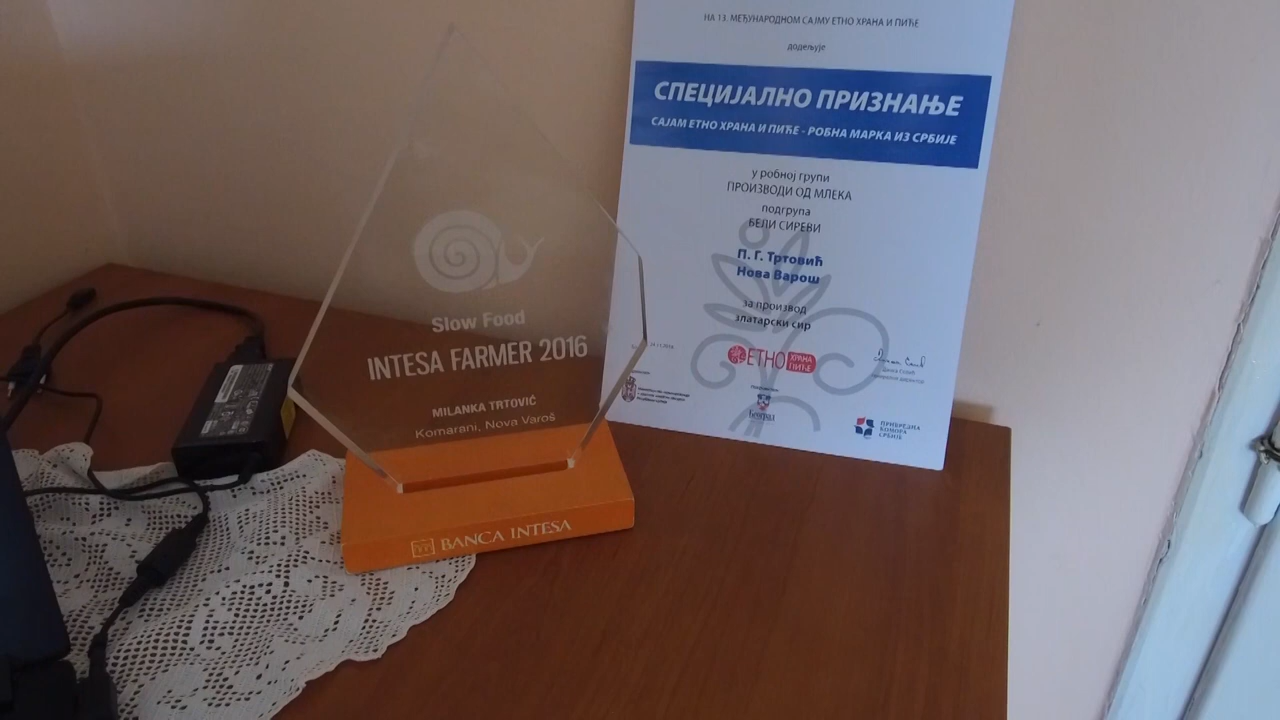 Slow Food
INTESA FARMER 2016
MILANKA TRTOVIĆ
Komarani, Nova Varoš
BANCA INTESA
НА 13. МЕЂУНАРОДНОМ САЈМУ ЕТНО ХРАНА И ПИЋЕ
додељује
СПЕЦИЈАЛНО ПРИЗНАЊЕ
САЈАМ ЕТНО ХРАНА И ПИЋЕ - РОБНА МАРКА ИЗ СРБИЈЕ
у робној групи
ПРОИЗВОДИ ОД МЛЕКА
подгрупа
БЕЛИ СИРЕВИ
П. Г. Тртовић
Нова Варош
за производ
златарски сир
ЕТНО ХРАНА ПИЋЕ
Београд
ПРИВРЕДНА
КОМОРА
СРБИЈЕ